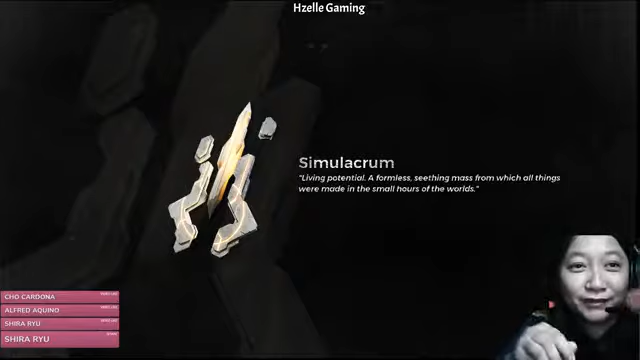 Hzelle Gaming
Simulacrum
"Living potential. A formless, seething mass from which all things
were made in the small hours of the worlds."
CHO CARDONA
ALFRED AQUINO
SHIRA RYU
SHIRA RYU